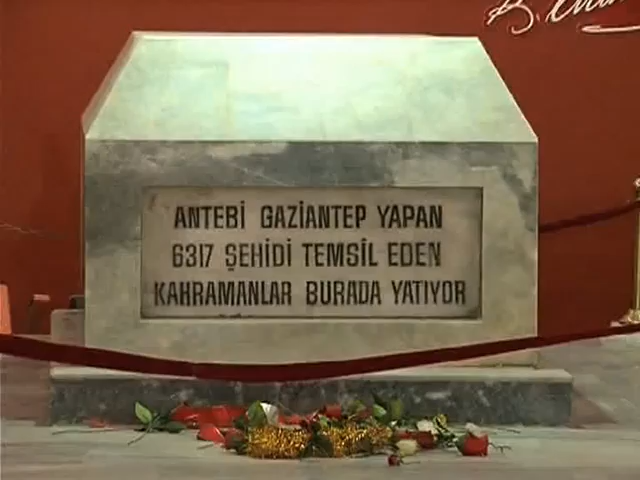 ANTEBİ GAZİANTEP YAPAN
6317 ŞEHİDİ TEMSİL EDEN
KAHRAMANLAR BURADA YATIYOR